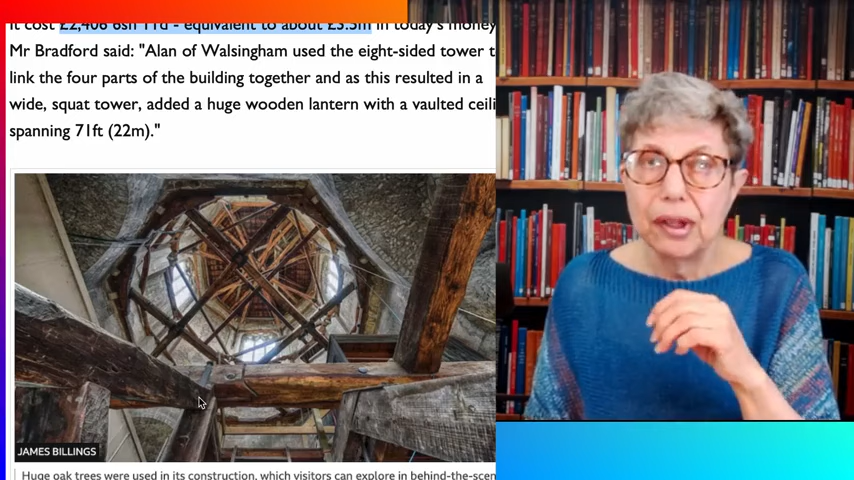 It cost £2,406 6sh 11d - equivalent to about £3.5m in today's money
Mr Bradford said: "Alan of Walsingham used the eight-sided tower t
link the four parts of the building together and as this resulted in a
wide, squat tower, added a huge wooden lantern with a vaulted ceili
spanning 71ft (22m)."
JAMES BILLINGS
Huge oak trees were used in its construction, which visitors can explore in behind-the-scen